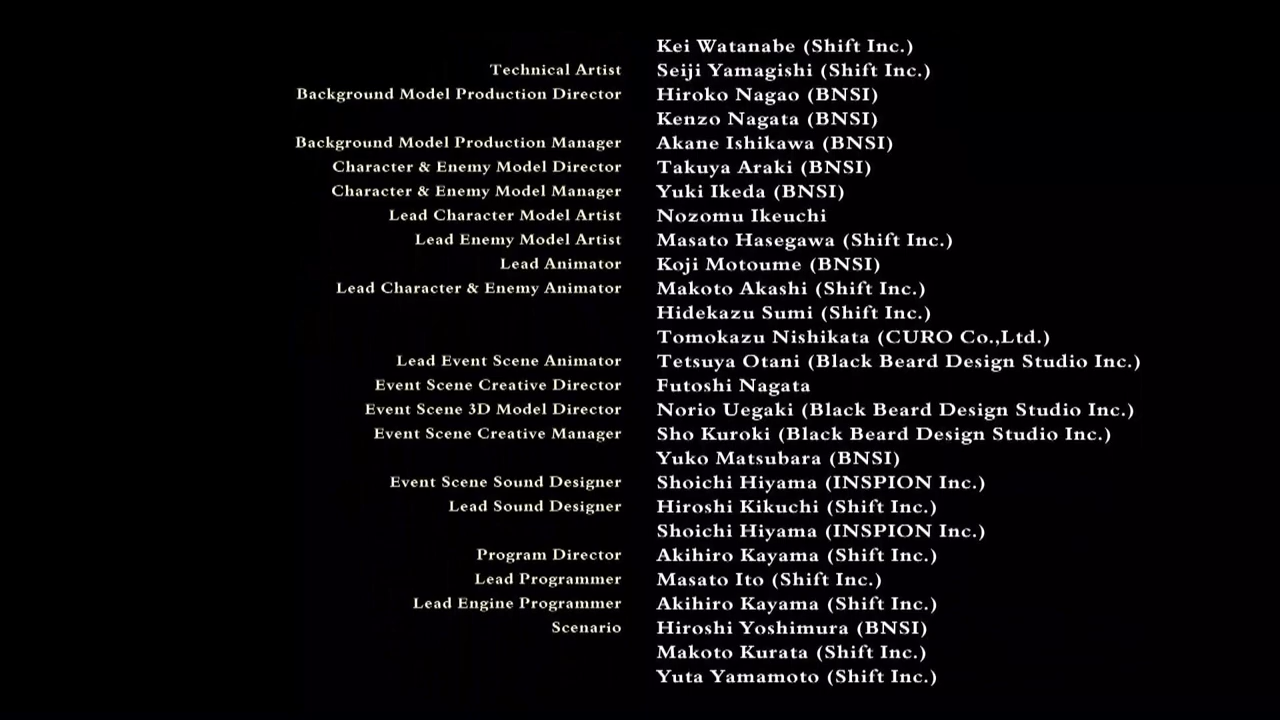 Kei Watanabe (Shift Inc.)
Technical Artist Seiji Yamagishi (Shift Inc.)
Background Model Production Director Hiroko Nagao (BNSI)
Kenzo Nagata (BNSI)
Background Model Production Manager Akane Ishikawa (BNSI)
Character & Enemy Model Director Takuya Araki (BNSI)
Character & Enemy Model Manager Yuki Ikeda (BNSI)
Lead Character Model Artist Nozomu Ikeuchi
Lead Enemy Model Artist Masato Hasegawa (Shift Inc.)
Lead Animator Koji Motoume (BNSI)
Lead Character & Enemy Animator Makoto Akashi (Shift Inc.)
Hidekazu Sumi (Shift Inc.)
Tomokazu Nishikata (CURO Co.,Ltd.)
Lead Event Scene Animator Tetsuya Otani (Black Beard Design Studio Inc.)
Event Scene Creative Director Futoshi Nagata
Event Scene 3D Model Director Norio Uegaki (Black Beard Design Studio Inc.)
Event Scene Creative Manager Sho Kuroki (Black Beard Design Studio Inc.)
Yuko Matsubara (BNSI)
Event Scene Sound Designer Shoichi Hiyama (INSPION Inc.)
Lead Sound Designer Hiroshi Kikuchi (Shift Inc.)
Shoichi Hiyama (INSPION Inc.)
Program Director Akihiro Kayama (Shift Inc.)
Lead Programmer Masato Ito (Shift Inc.)
Lead Engine Programmer Akihiro Kayama (Shift Inc.)
Scenario Hiroshi Yoshimura (BNSI)
Makoto Kurata (Shift Inc.)
Yuta Yamamoto (Shift Inc.)